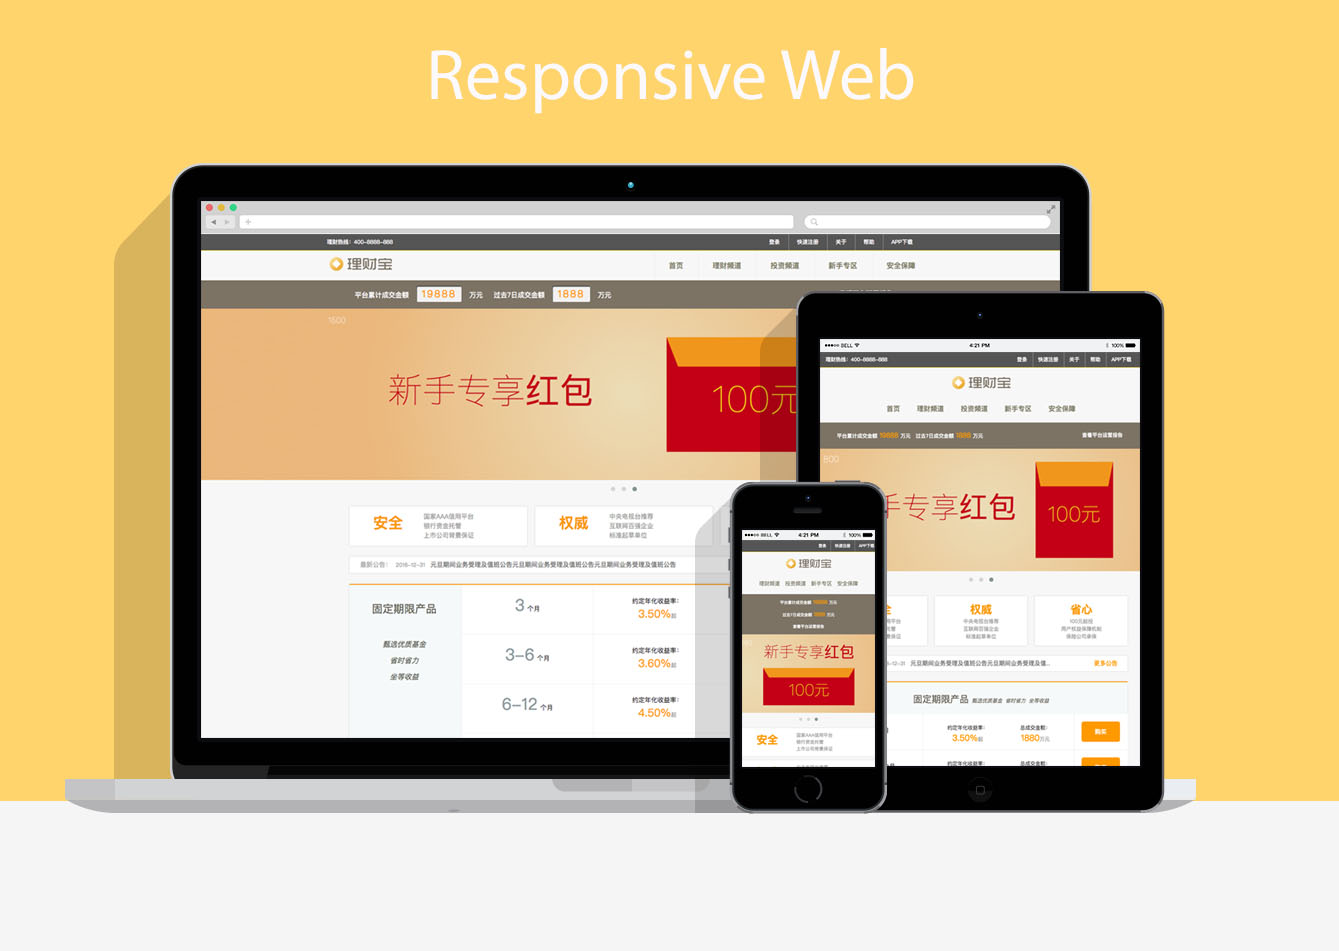 Responsive Web
理财热线：400-8888-888
登录 快速注册 关于 帮助 APP下载
理财宝
首页 理财频道 投资频道 新手专区 安全保障
平台累计成交金额 19888 万元 过去7日成交金额 1888 万元
1600
新手专享红包
100元
安全
国家AAA信用平台
银行资金托管
上市公司背景保证
权威
中央电视台推荐
互联网百强企业
标准起草单位
最新公告： 2016-12-31 元旦期间业务受理及值班公告元旦期间业务受理及值班公告元旦期间业务受理及值班公告
固定期限产品
甄选优质基金
省时省力
坐等收益
3 个月
约定年化收益率：
3.50%起
3-6 个月
约定年化收益率：
3.60%起
6-12 个月
约定年化收益率：
4.50%起
BELL 4:21 PM 100%
理财热线：400-8888-888
登录 快速注册 关于 帮助 APP下载
理财宝
首页 理财频道 投资频道 新手专区 安全保障
平台累计成交金额 19888 万元 过去7日成交金额 1888 万元 查看平台运营报告
800
手专享红包
100元
全
用平台
托管
景保证
权威
中央电视台推荐
互联网百强企业
标准起草单位
省心
100元起投
用户权益保障机制
保险公司承保
-12-31 元旦期间业务受理及值班公告元旦期间业务受理及值... 更多公告
固定期限产品 甄选优质基金 省时省力 坐等收益
约定年化收益率： 总成交金额：
3.50%起 1880万元 购买
约定年化收益率： 总成交金额：
BELL 4:21 PM 100%
登录 快速注册 APP下载
理财宝
理财频道 投资频道 新手专区 安全保障
平台累计成交金额 19888 万元
过去7日成交金额 1888 万元
查看平台运营报告
新手专享红包
100元
安全
国家AAA信用平台
银行资金托管
上市公司背景保证